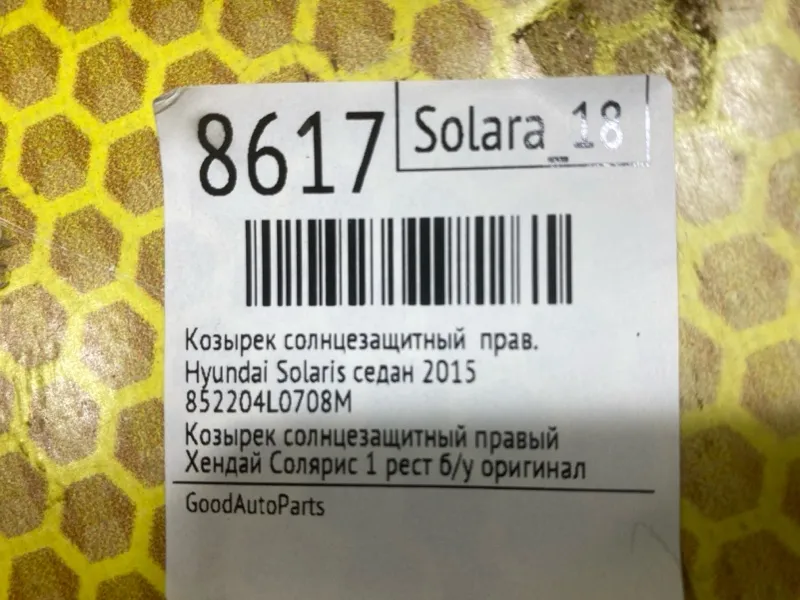 8617
Solara 18
Козырек солнцезащитный прав.
Hyundai Solaris седан 2015
852204L0708M
Козырек солнцезащитный правый
Хендай Солярис 1 рест б/у оригинал
GoodAutoParts